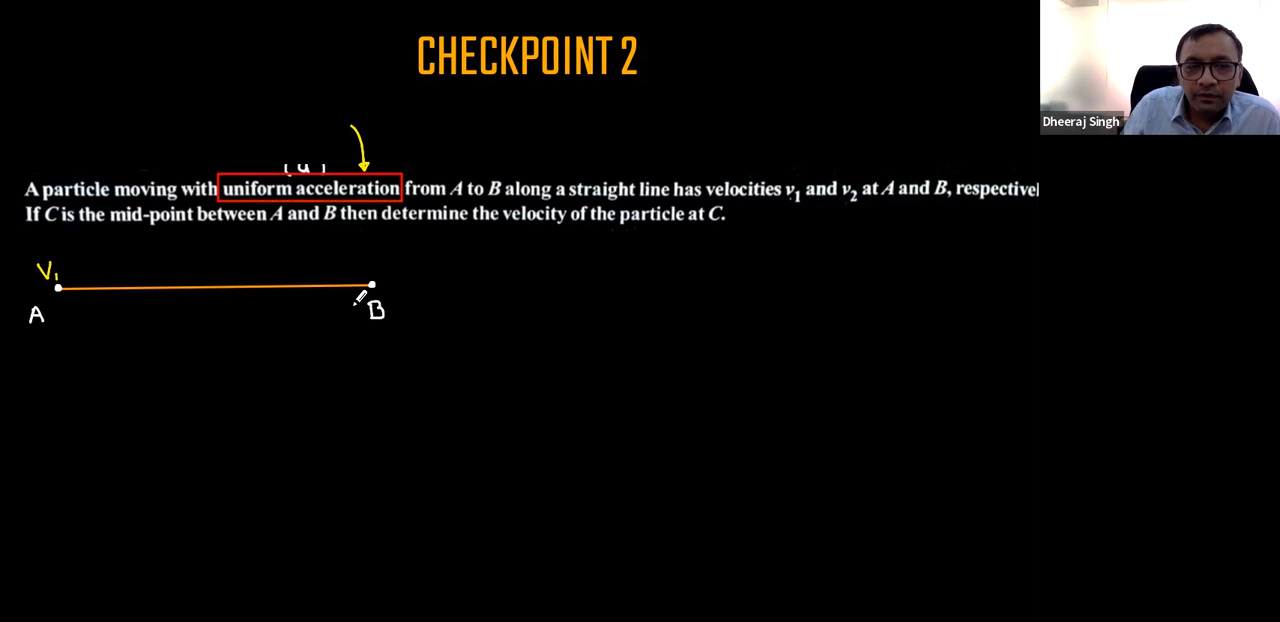 CHECKPOINT 2
Dheeraj Singh
A particle moving with uniform acceleration from A to B along a straight line has velocities v₁ and v₂ at A and B, respectivel
If C is the mid-point between A and B then determine the velocity of the particle at C.
V₁
A
B